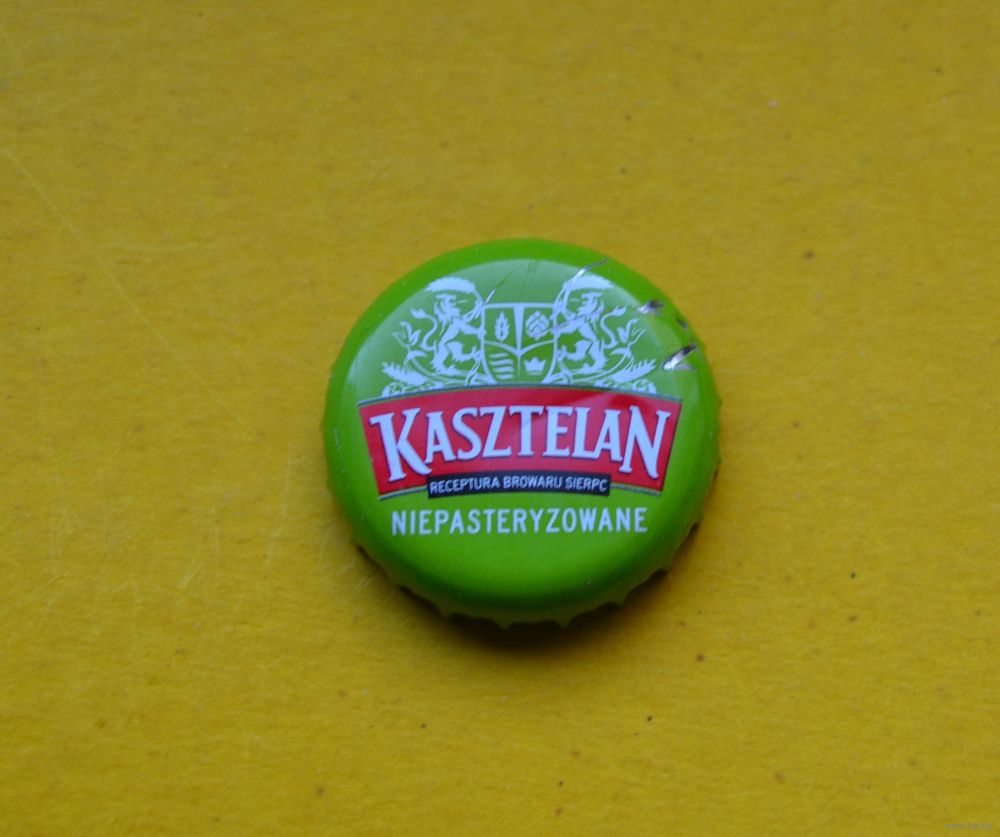 KASZTELAN
RECEPTURA BROWARU SIERPC
NIEPASTERYZOWANE